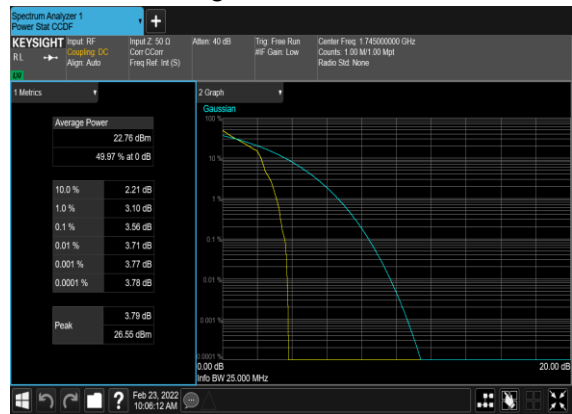 Spectrum Analyzer 1
Power Stat CCDF
+
KEYSIGHT
Input: RF
Input Z: 50 Ω
Atten: 40 dB
Trig: Free Run
Center Freq: 1.745000000 GHz
RL
Coupling: DC
Corr CCorr
#IF Gain: Low
Counts: 1.00 M/1.00 Mpt
Align: Auto
Freq Ref: Int (S)
Radio Std: None
1 Metrics
2 Graph
Gaussian
Average Power
22.76 dBm
49.97 % at 0 dB
10.0 % 2.21 dB
1.0 % 3.10 dB
0.1 % 3.56 dB
0.01 % 3.71 dB
0.001 % 3.77 dB
0.0001 % 3.78 dB
Peak
3.79 dB
26.55 dBm
100 %
10 %
1 %
0.1 %
0.01 %
0.001 %
0.0001 %
0.00 dB
20.00 dB
Info BW 25.000 MHz
?
Feb 23, 2022
10:06:12 AM